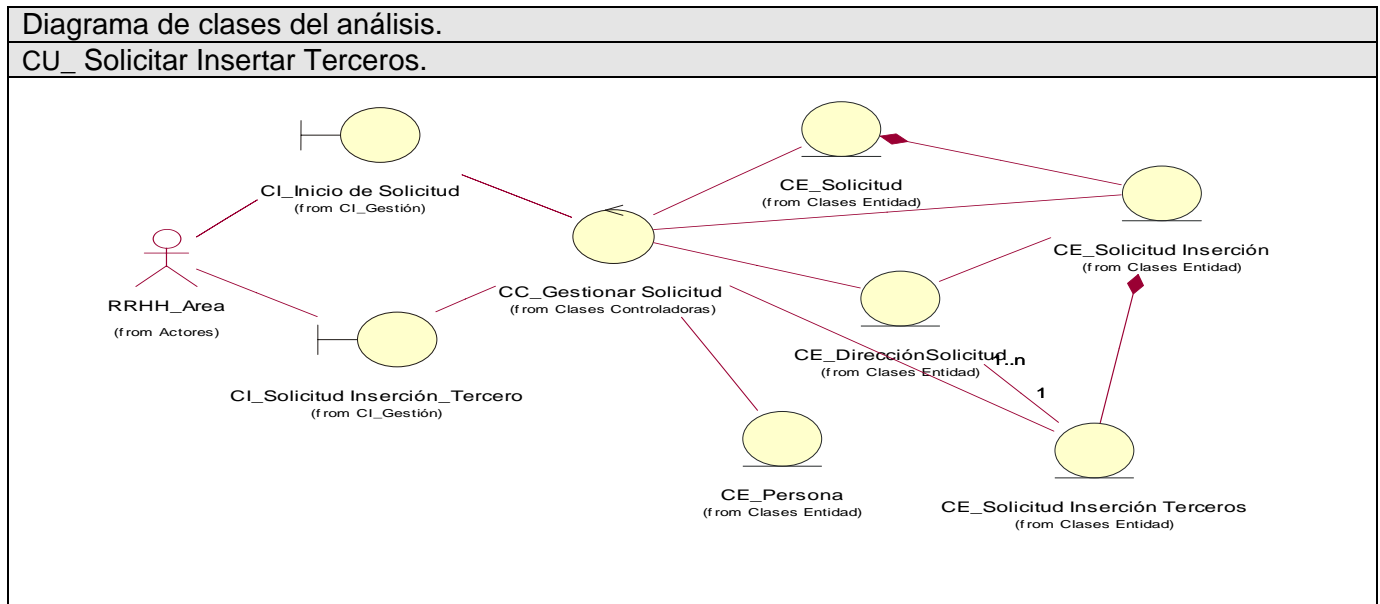 Diagrama de clases del análisis.
CU_ Solicitar Insertar Terceros.
CI_Inicio de Solicitud
(from CI_Gestión)
CE_Solicitud
(from Clases Entidad)
CE_Solicitud Inserción
(from Clases Entidad)
RRHH_Area
(from Actores)
CC_Gestionar Solicitud
(from Clases Controladoras)
CE_DirecciónSolicitud
(from Clases Entidad)
1..n
1
CI_Solicitud Inserción_Tercero
(from CI_Gestión)
CE_Persona
(from Clases Entidad)
CE_Solicitud Inserción Terceros
(from Clases Entidad)